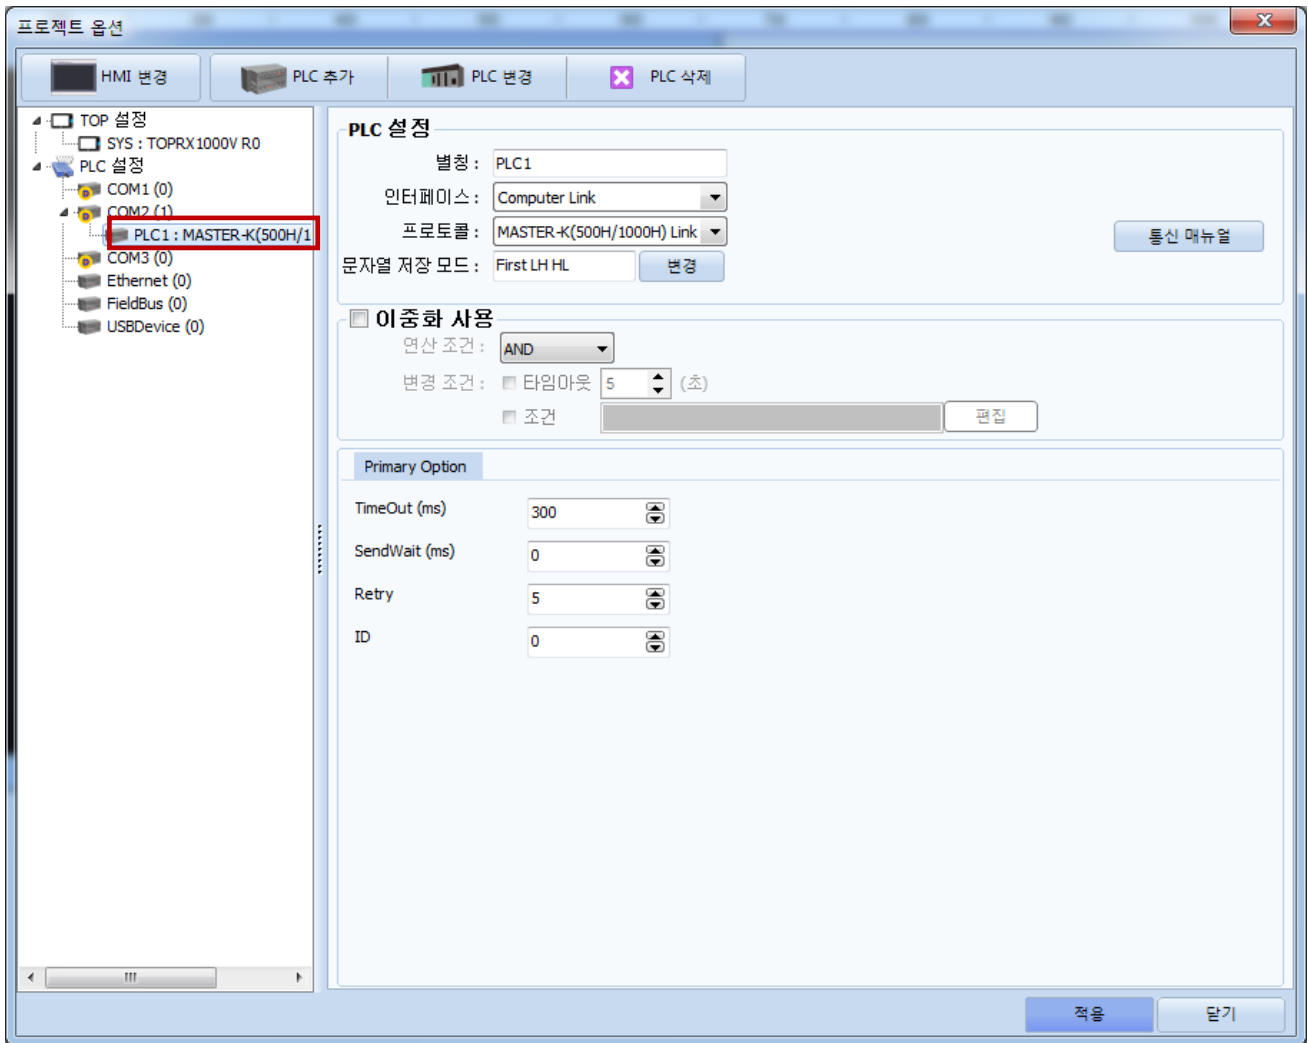 프로젝트 옵션
HMI 변경
PLC 추가
PLC 변경
PLC 삭제
TOP 설정
SYS : TOPRX1000V R0
PLC 설정
COM1 (0)
COM2 (1)
PLC1 : MASTER-K(500H/1
COM3 (0)
Ethernet (0)
FieldBus (0)
USBDevice (0)
PLC 설정
별칭 : PLC1
인터페이스 : Computer Link
프로토콜 : MASTER-K(500H/1000H) Link
통신 매뉴얼
문자열 저장 모드 : First LH HL 변경
이중화 사용
연산 조건 : AND
변경 조건 : 타임아웃 5 (초)
조건 편집
Primary Option
TimeOut (ms) 300
SendWait (ms) 0
Retry 5
ID 0
적용 닫기